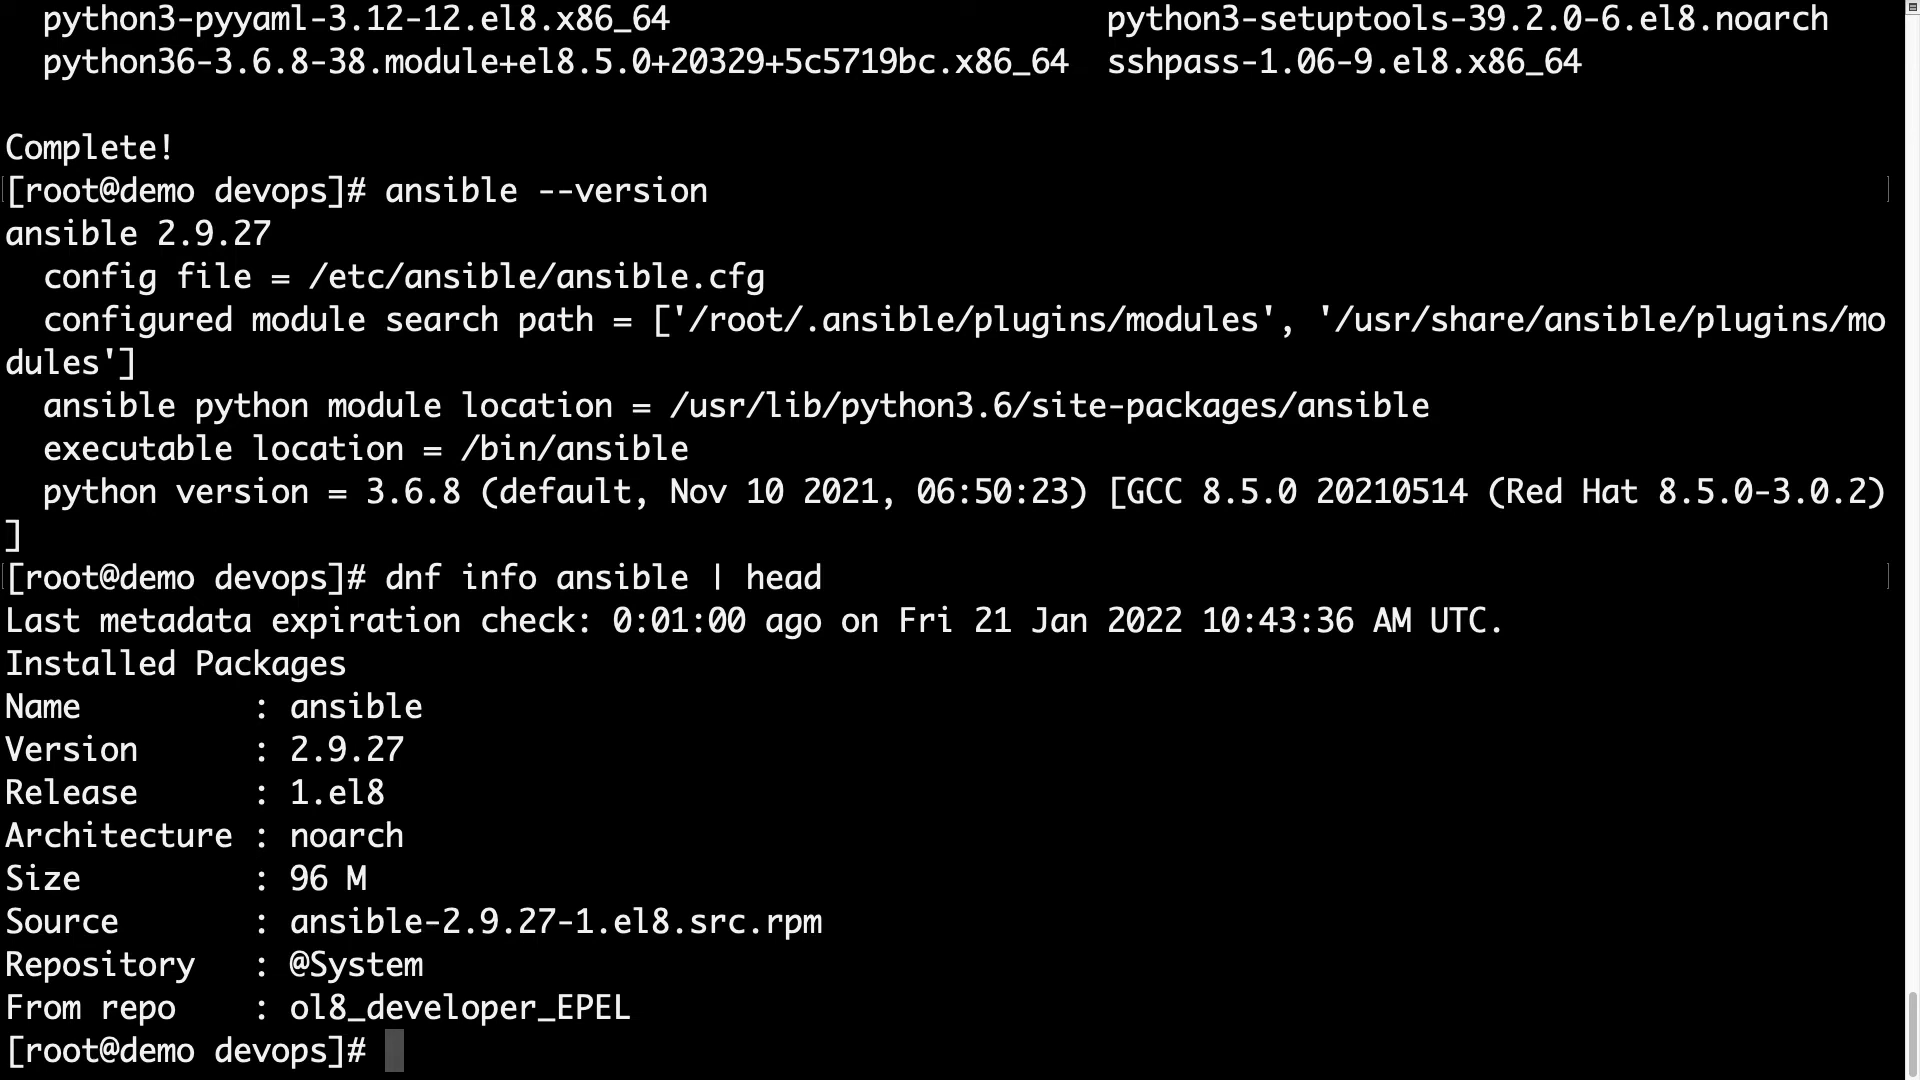 python3-pyyaml-3.12-12.el8.x86_64                       python3-setuptools-39.2.0-6.el8.noarch
  python36-3.6.8-38.module+el8.5.0+20329+5c5719bc.x86_64  sshpass-1.06-9.el8.x86_64

Complete!
[root@demo devops]# ansible --version
ansible 2.9.27
  config file = /etc/ansible/ansible.cfg
  configured module search path = ['/root/.ansible/plugins/modules', '/usr/share/ansible/plugins/mo
dules']
  ansible python module location = /usr/lib/python3.6/site-packages/ansible
  executable location = /bin/ansible
  python version = 3.6.8 (default, Nov 10 2021, 06:50:23) [GCC 8.5.0 20210514 (Red Hat 8.5.0-3.0.2)
]
[root@demo devops]# dnf info ansible | head
Last metadata expiration check: 0:01:00 ago on Fri 21 Jan 2022 10:43:36 AM UTC.
Installed Packages
Name         : ansible
Version      : 2.9.27
Release      : 1.el8
Architecture : noarch
Size         : 96 M
Source       : ansible-2.9.27-1.el8.src.rpm
Repository   : @System
From repo    : ol8_developer_EPEL
[root@demo devops]#